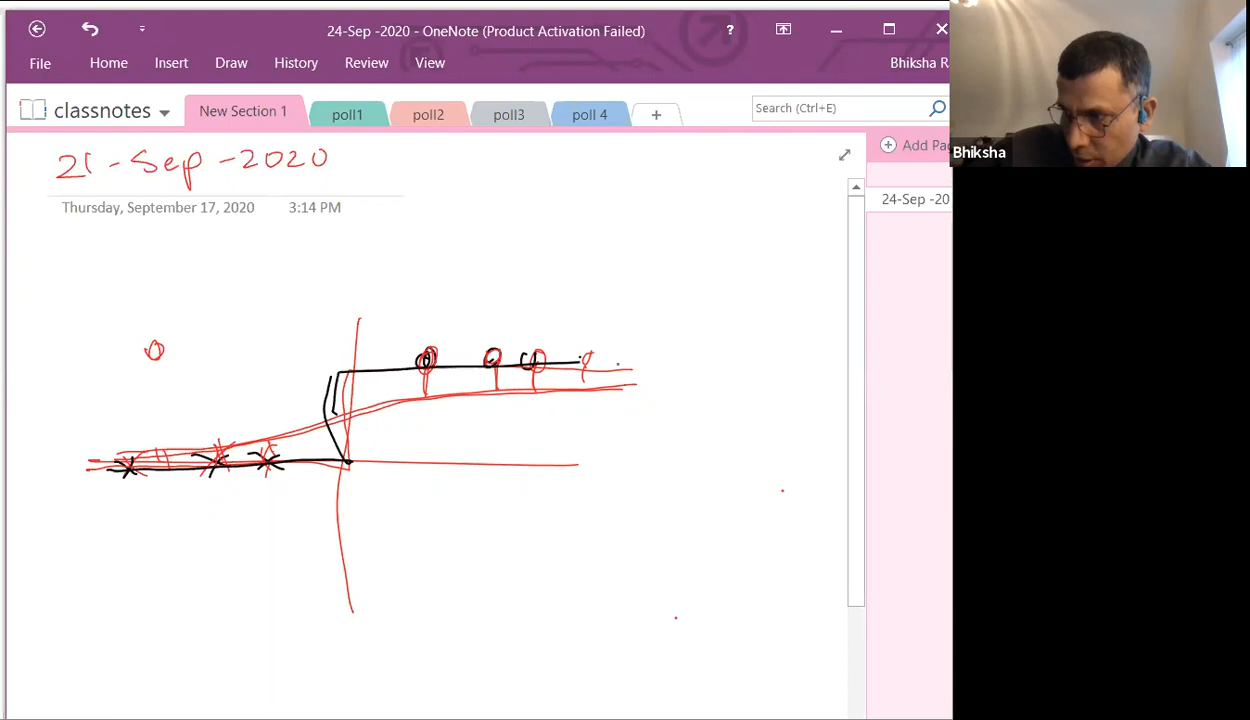 24-Sep -2020 - OneNote (Product Activation Failed)
?
File Home Insert Draw History Review View
Bhiksha Ra
classnotes New Section 1 poll1 poll2 poll3 poll 4 +
Search (Ctrl+E)
Bhiksha
21 - Sep - 2020
Add Pag
Thursday, September 17, 2020 3:14 PM
24-Sep -20